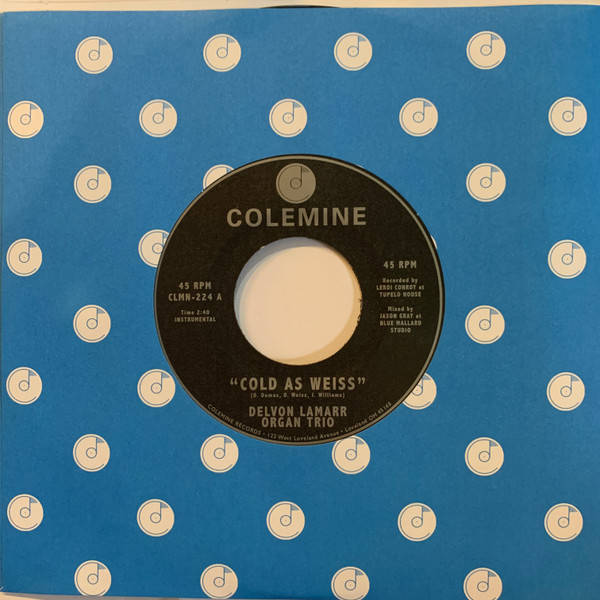 COLEMINE
45 RPM
CLMN-224 A
Time 2:40
INSTRUMENTAL
45 RPM
Recorded by
LEROI CONROY at
TUPELO HOUSE
Mixed by
JASON GRAY at
BLUE MALLARD
STUDIO
"COLD AS WEISS"
(D. Dumas, D. Weiss, J. Williams)
DELVON LAMARR
ORGAN TRIO
COLEMINE RECORDS • 122 West Loveland Avenue • Loveland OH 45140